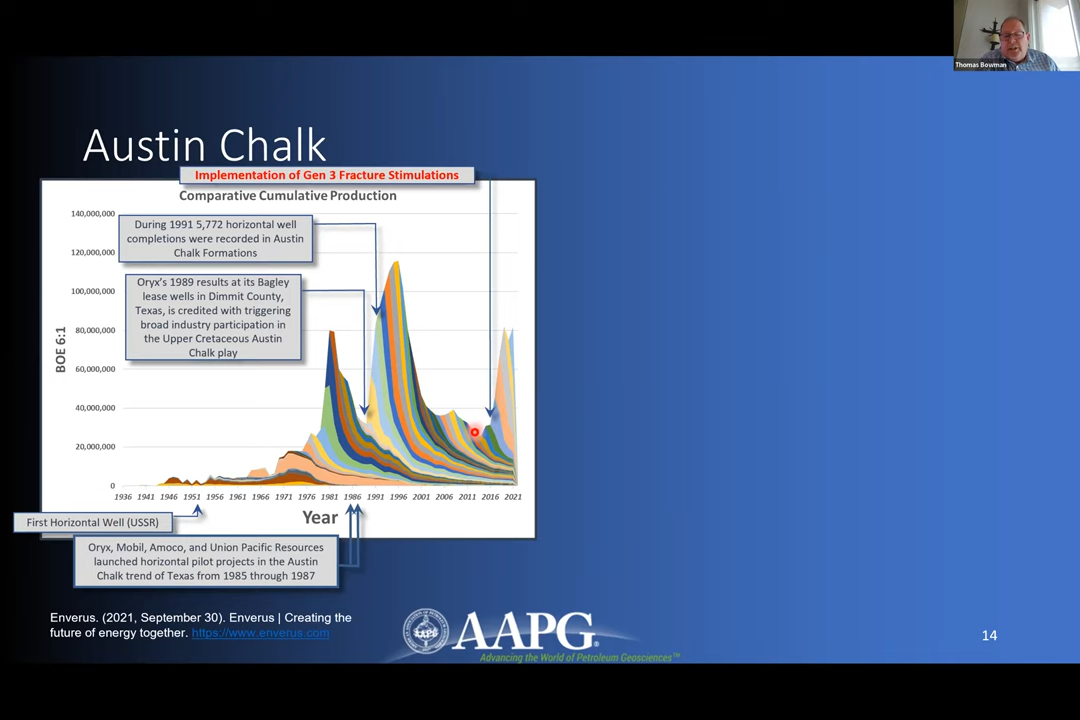 Thomas Bowman
Austin Chalk
Implementation of Gen 3 Fracture Stimulations
Comparative Cumulative Production
140,000,000
120,000,000
100,000,000
80,000,000
60,000,000
40,000,000
20,000,000
0
BOE 6:1
During 1991 5,772 horizontal well
completions were recorded in Austin
Chalk Formations
Oryx's 1989 results at its Bagley
lease wells in Dimmit County,
Texas, is credited with triggering
broad industry participation in
the Upper Cretaceous Austin
Chalk play
1936 1941 1946 1951 1956 1961 1966 1971 1976 1981 1986 1991 1996 2001 2006 2011 2016 2021
Year
First Horizontal Well (USSR)
Oryx, Mobil, Amoco, and Union Pacific Resources
launched horizontal pilot projects in the Austin
Chalk trend of Texas from 1985 through 1987
Enverus. (2021, September 30). Enverus | Creating the
future of energy together. https://www.enverus.com
AAPG
AAPG®
Advancing the World of Petroleum Geosciences™
14